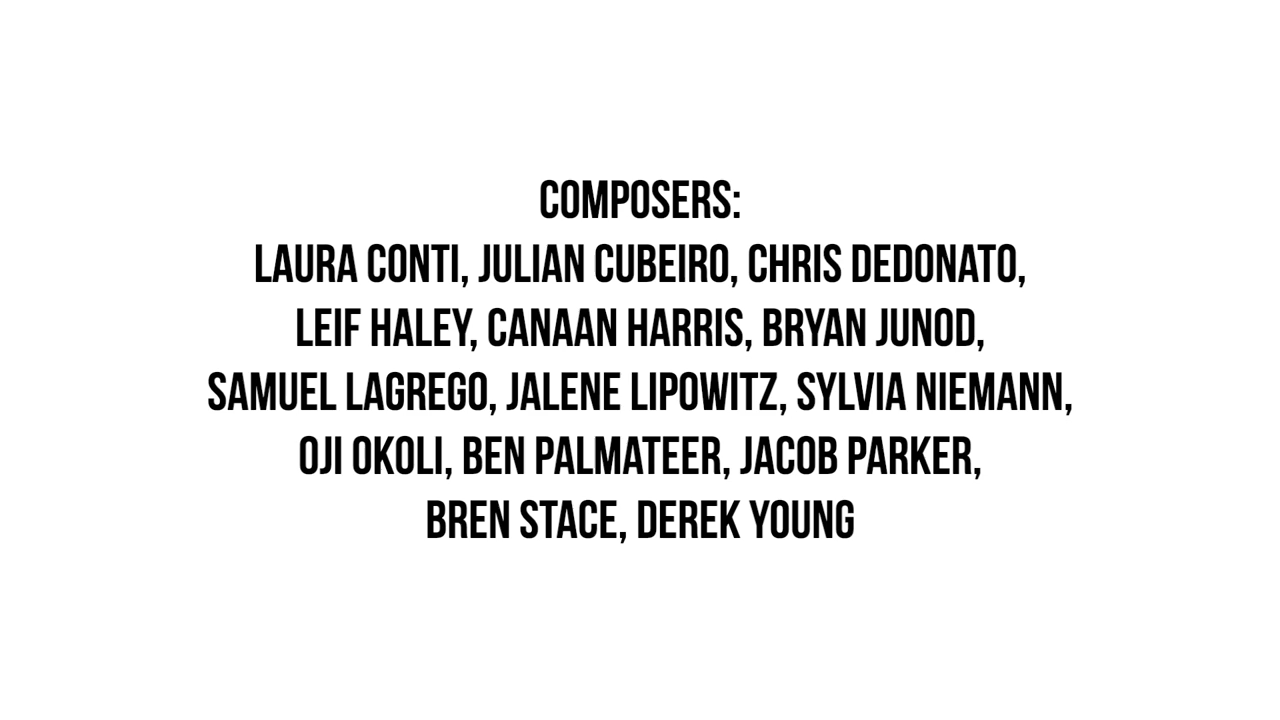 COMPOSERS:
LAURA CONTI, JULIAN CUBEIRO, CHRIS DEDONATO,
LEIF HALEY, CANAAN HARRIS, BRYAN JUNOD,
SAMUEL LAGREGO, JALENE LIPOWITZ, SYLVIA NIEMANN,
OJI OKOLI, BEN PALMATEER, JACOB PARKER,
BREN STACE, DEREK YOUNG